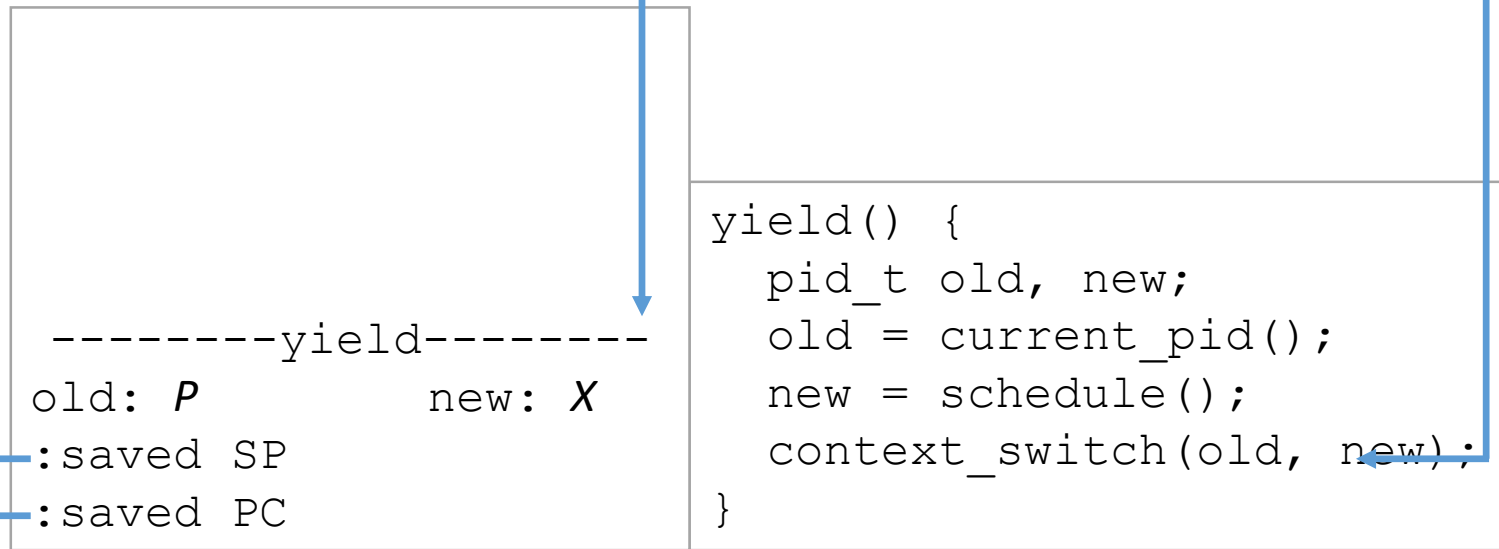 --------yield--------
old: P new: X
:saved SP
:saved PC
yield() {
pid_t old, new;
old = current_pid();
new = schedule();
context_switch(old, new);
}